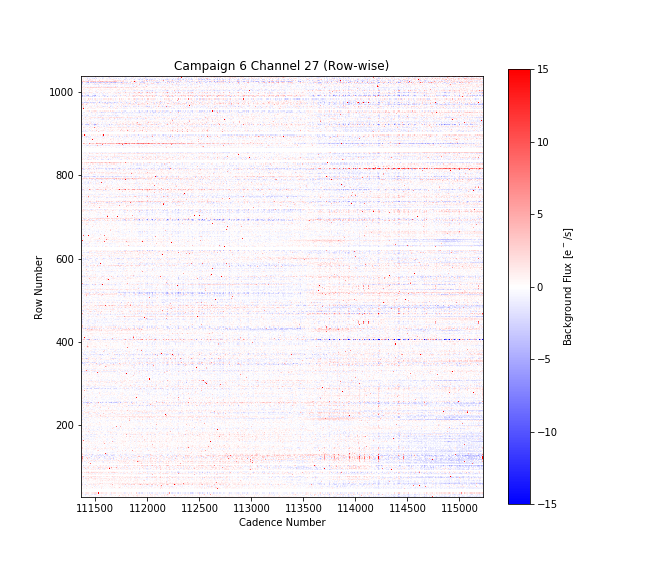 Campaign 6 Channel 27 (Row-wise)
1000
800
600
400
200
Row Number
111500 112000 112500 113000 113500 114000 114500 115000
Cadence Number
15
10
5
0
−5
−10
−15
Background Flux [e⁻/s]